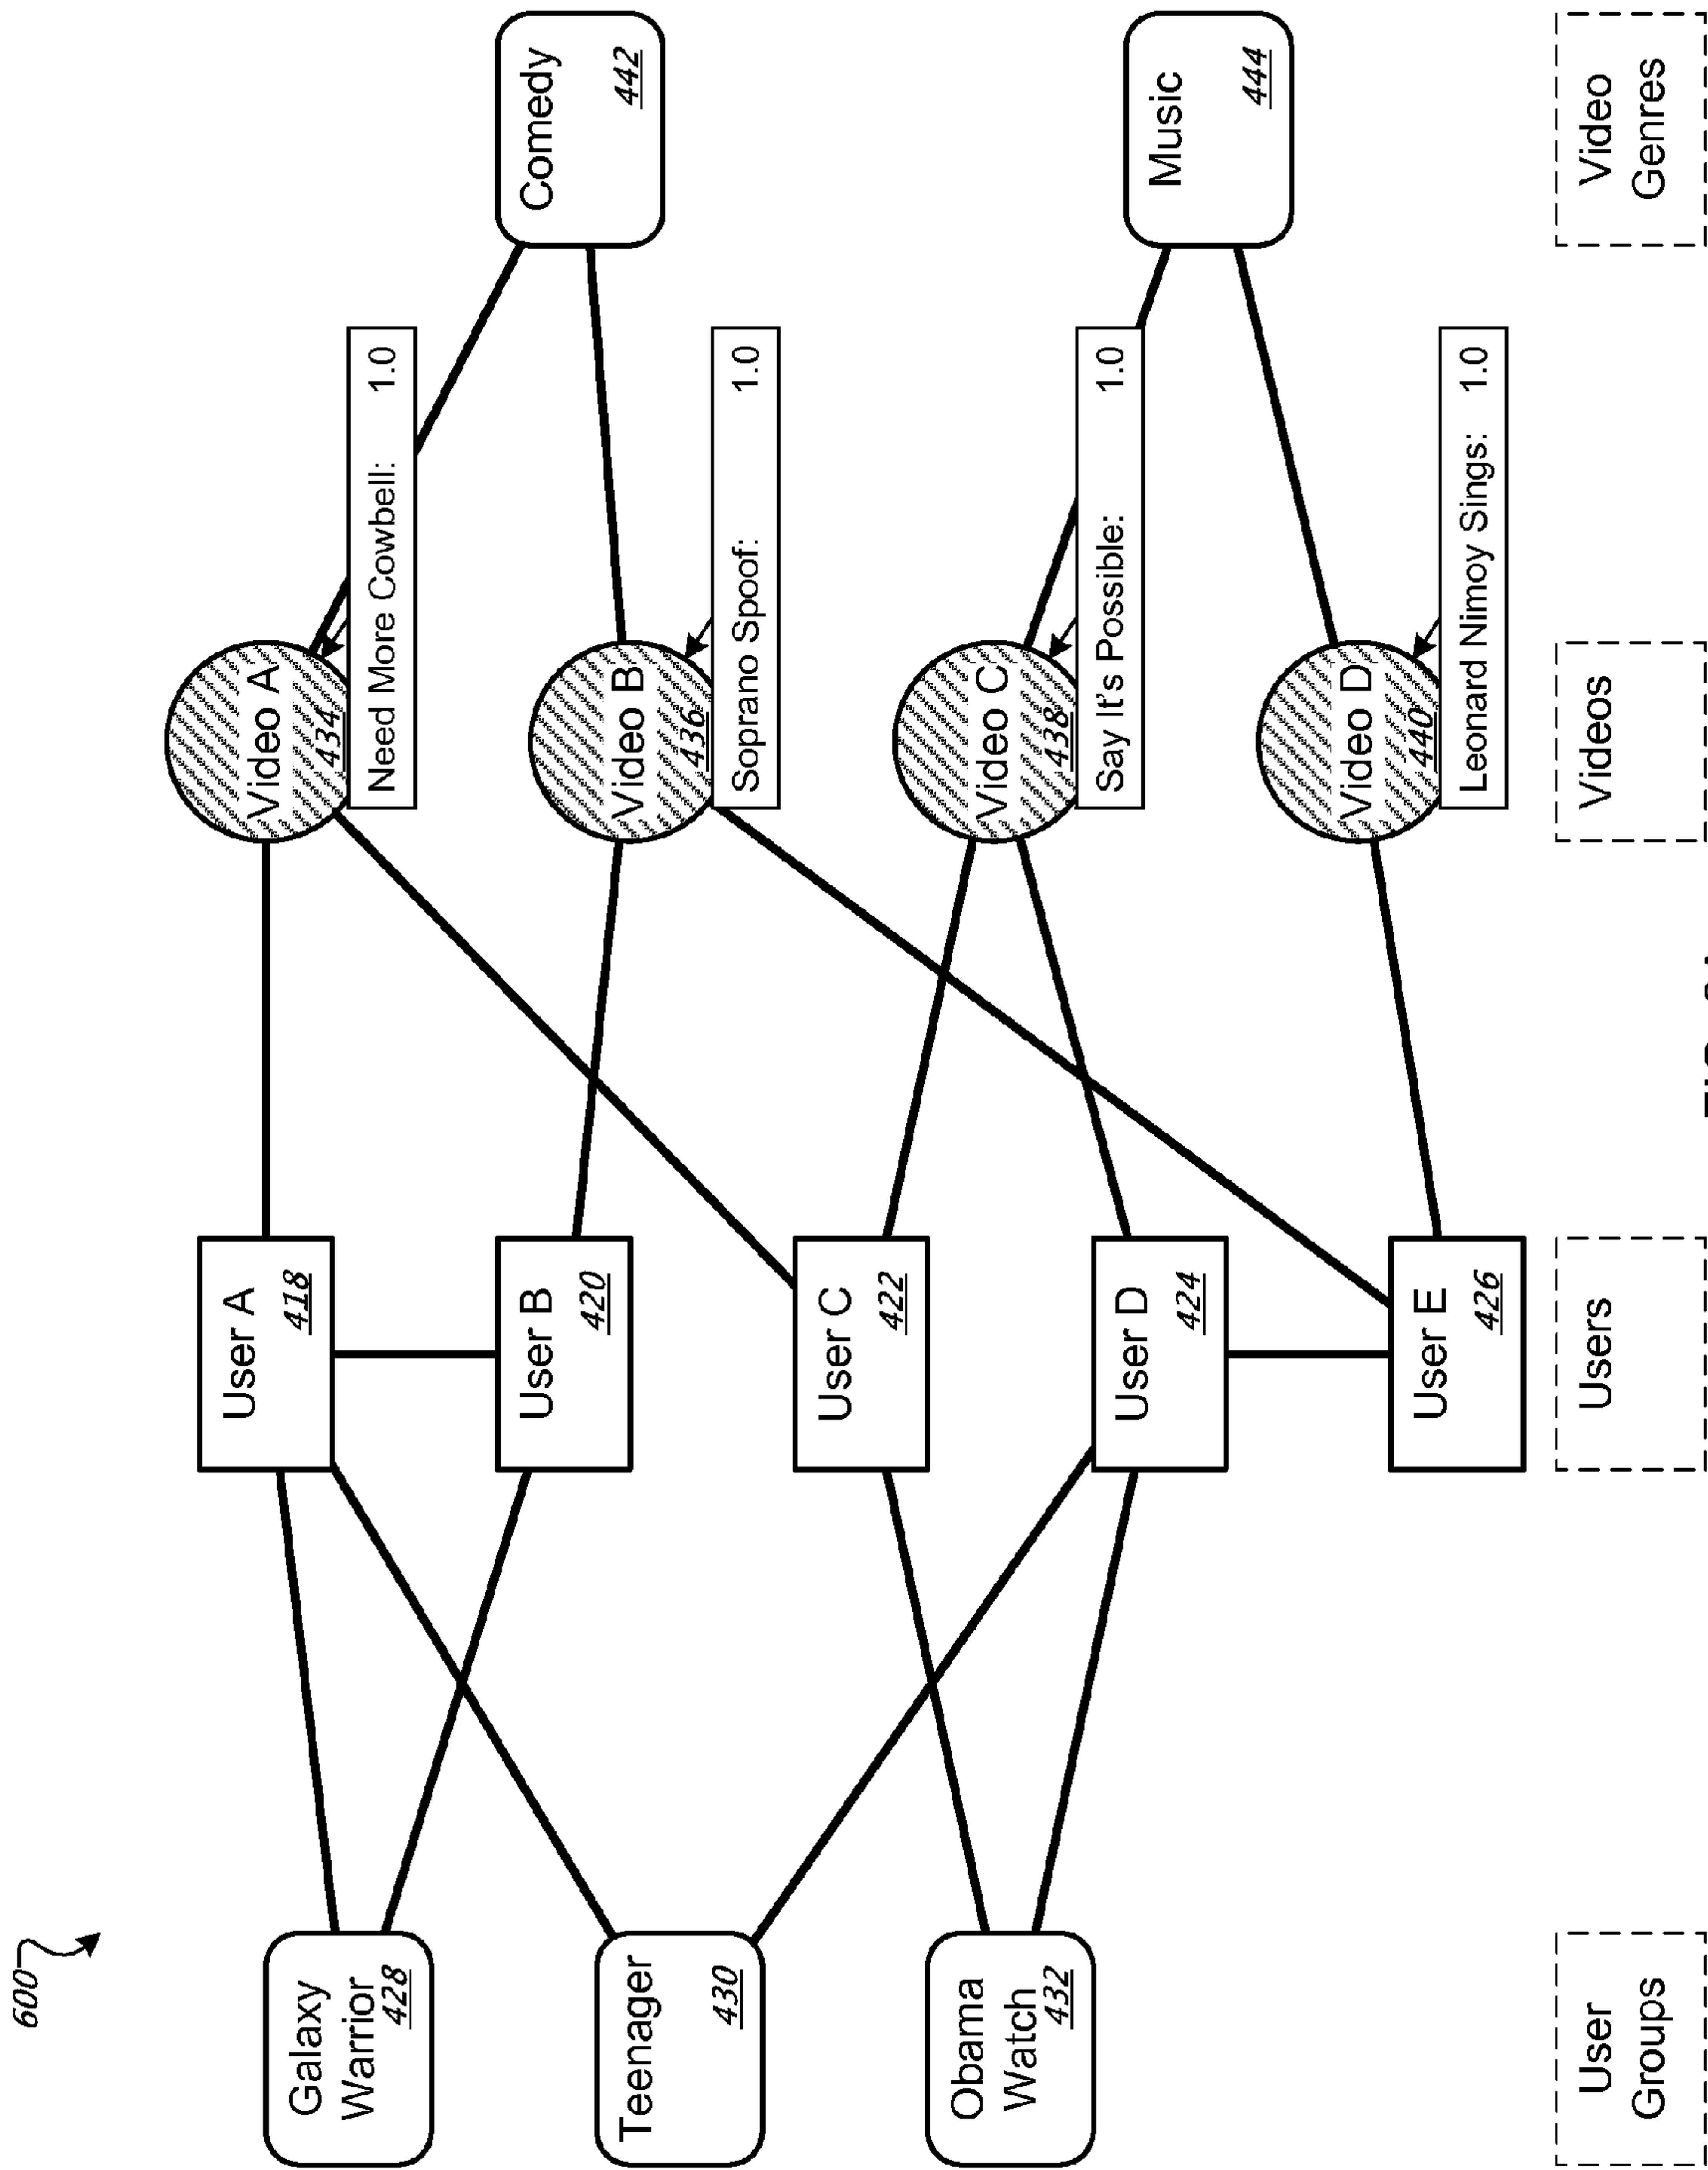 600
Galaxy
Warrior
428
Teenager
430
Obama
Watch
432
User
Groups
User A
418
User B
420
User C
422
User D
424
User E
426
Users
Video A
434
Need More Cowbell: 1.0
Video B
436
Soprano Spoof: 1.0
Video C
438
Say It's Possible: 1.0
Video D
440
Leonard Nimoy Sings: 1.0
Videos
Comedy
442
Music
444
Video
Genres